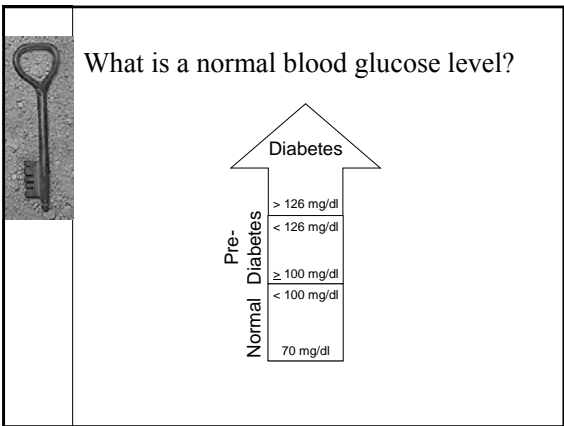 What is a normal blood glucose level?
Diabetes
> 126 mg/dl
< 126 mg/dl
Pre-
Diabetes
≥ 100 mg/dl
< 100 mg/dl
Normal
70 mg/dl